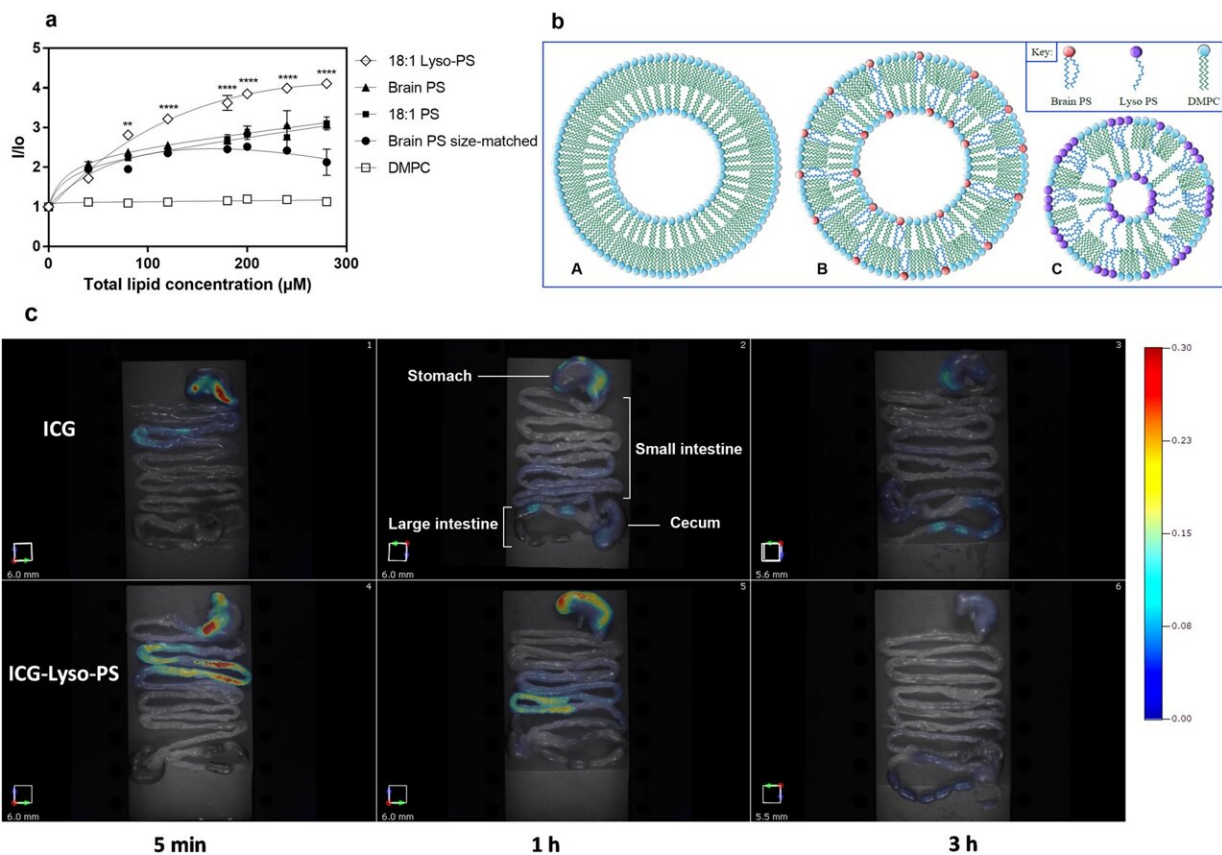 a
I/Io
5
4
3
2
1
0
0
100
200
300
Total lipid concentration (µM)
**
****
****
****
****
****
18:1 Lyso-PS
Brain PS
18:1 PS
Brain PS size-matched
DMPC
b
Key:
Brain PS
Lyso PS
DMPC
A
B
C
c
ICG
1
6.0 mm
Stomach
Small intestine
Large intestine
Cecum
2
6.0 mm
3
5.6 mm
ICG-Lyso-PS
4
6.0 mm
5
6.0 mm
6
5.5 mm
0.30
0.23
0.15
0.08
0.00
5 min
1 h
3 h